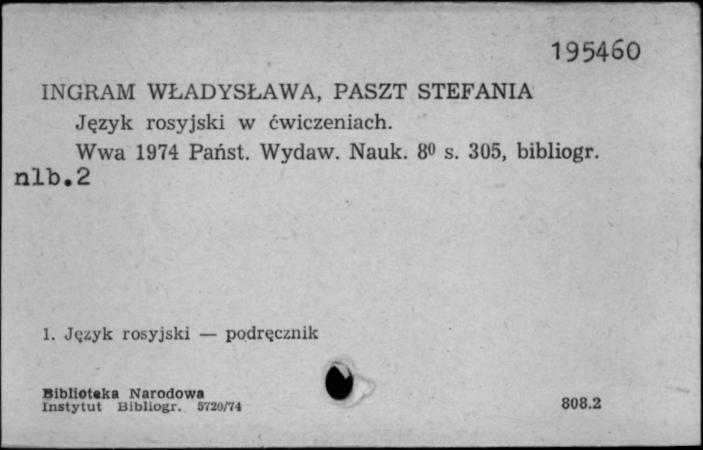 195460
INGRAM WŁADYSŁAWA, PASZT STEFANIA
Język rosyjski w ćwiczeniach.
Wwa 1974 Państ. Wydaw. Nauk. 8⁰ s. 305, bibliogr.
nlb.2
1. Język rosyjski — podręcznik
Biblioteka Narodowa
Instytut Bibliogr. 5720/74
808.2